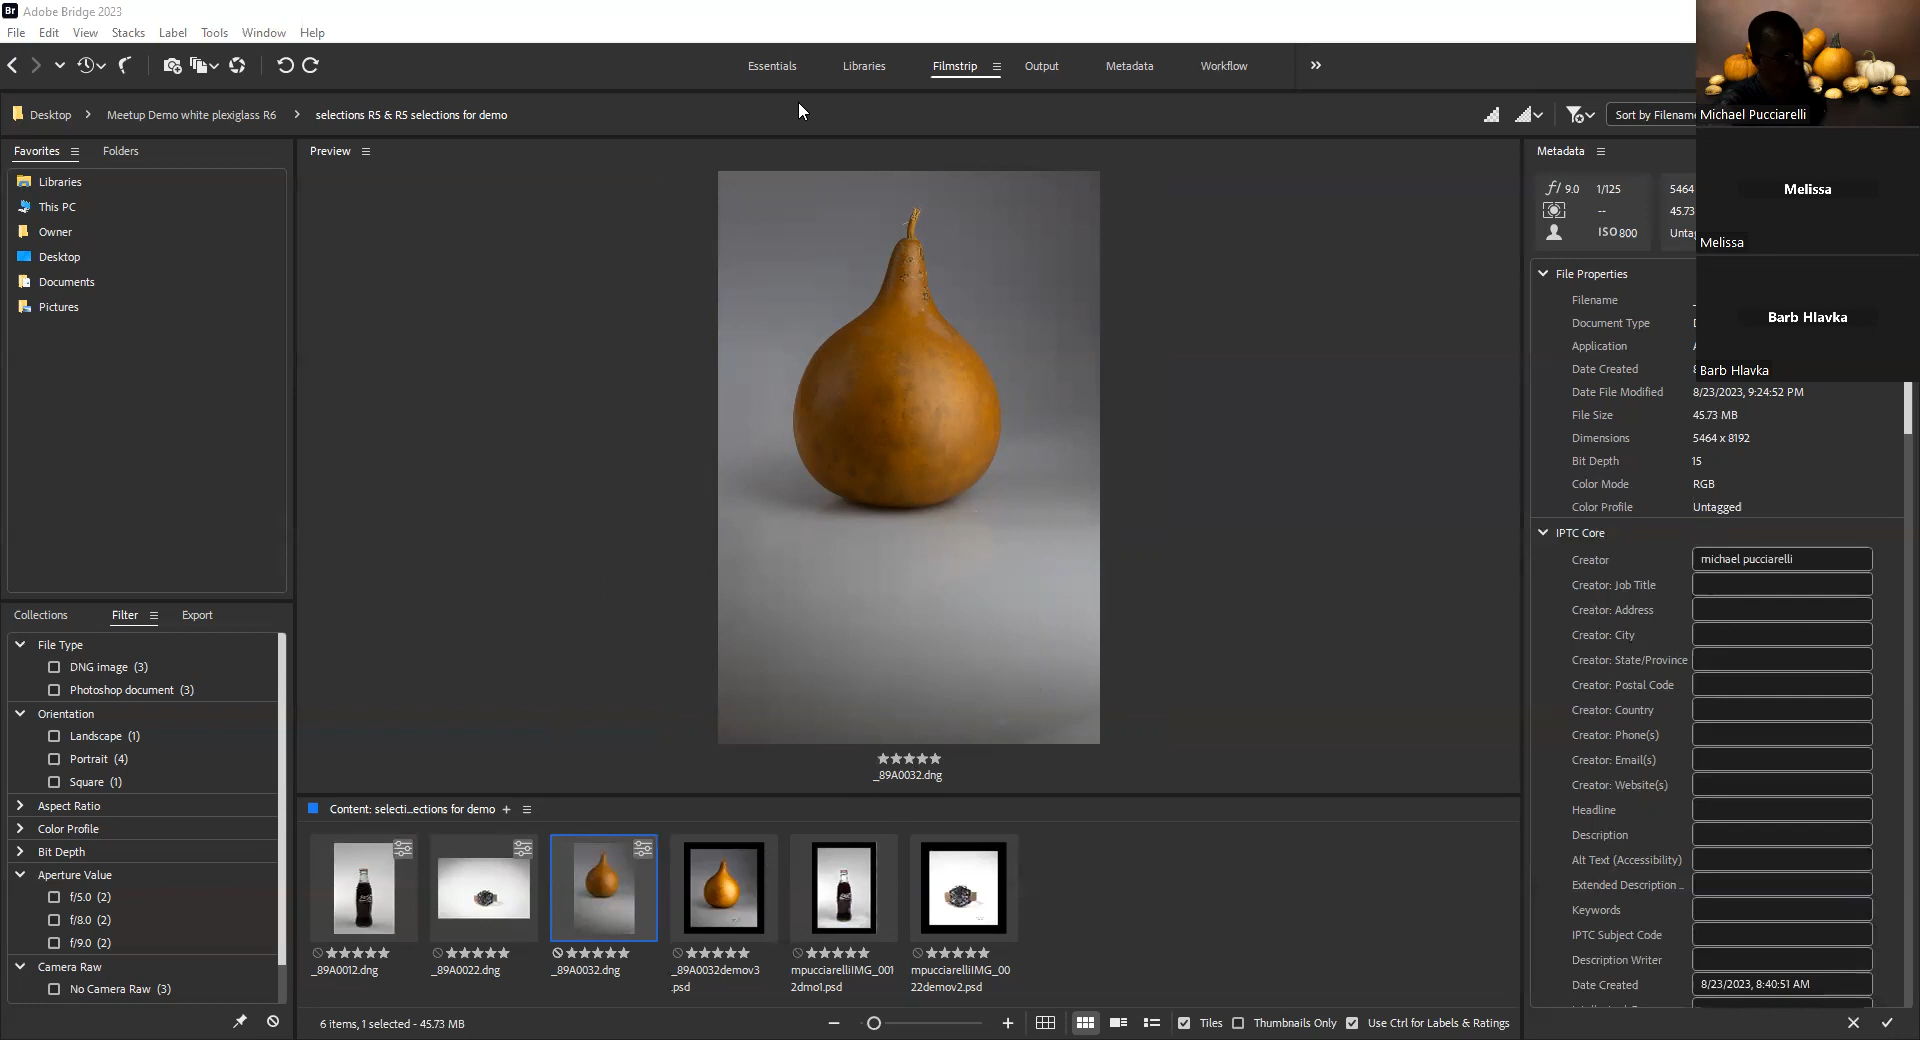 Br Adobe Bridge 2023
File Edit View Stacks Label Tools Window Help
Essentials Libraries Filmstrip Output Metadata Workflow
Desktop Meetup Demo white plexiglass R6 selections R5 & R5 selections for demo
Sort by Filename
Michael Pucciarelli
Melissa
Melissa
Barb Hlavka
Barb Hlavka
Favorites Folders
Libraries
This PC
Owner
Desktop
Documents
Pictures
Collections Filter Export
File Type
DNG image (3)
Photoshop document (3)
Orientation
Landscape (1)
Portrait (4)
Square (1)
Aspect Ratio
Color Profile
Bit Depth
Aperture Value
f/5.0 (2)
f/8.0 (2)
f/9.0 (2)
Camera Raw
No Camera Raw (3)
Preview
_89A0032.dng
Content: selecti...ections for demo +
_89A0012.dng
_89A0022.dng
_89A0032.dng
_89A0032demov3
.psd
mpucciarelliIMG_001
2dmo1.psd
mpucciarelliIMG_00
22demov2.psd
6 items, 1 selected - 45.73 MB
Tiles Thumbnails Only Use Ctrl for Labels & Ratings
Metadata
f/ 9.0 1/125 5464
-- 45.73
ISO 800 Unta
File Properties
Filename
Document Type
Application
Date Created
Date File Modified 8/23/2023, 9:24:52 PM
File Size 45.73 MB
Dimensions 5464 x 8192
Bit Depth 15
Color Mode RGB
Color Profile Untagged
IPTC Core
Creator michael pucciarelli
Creator: Job Title
Creator: Address
Creator: City
Creator: State/Province
Creator: Postal Code
Creator: Country
Creator: Phone(s)
Creator: Email(s)
Creator: Website(s)
Headline
Description
Alt Text (Accessibility)
Extended Description ...
Keywords
IPTC Subject Code
Description Writer
Date Created 8/23/2023, 8:40:51 AM